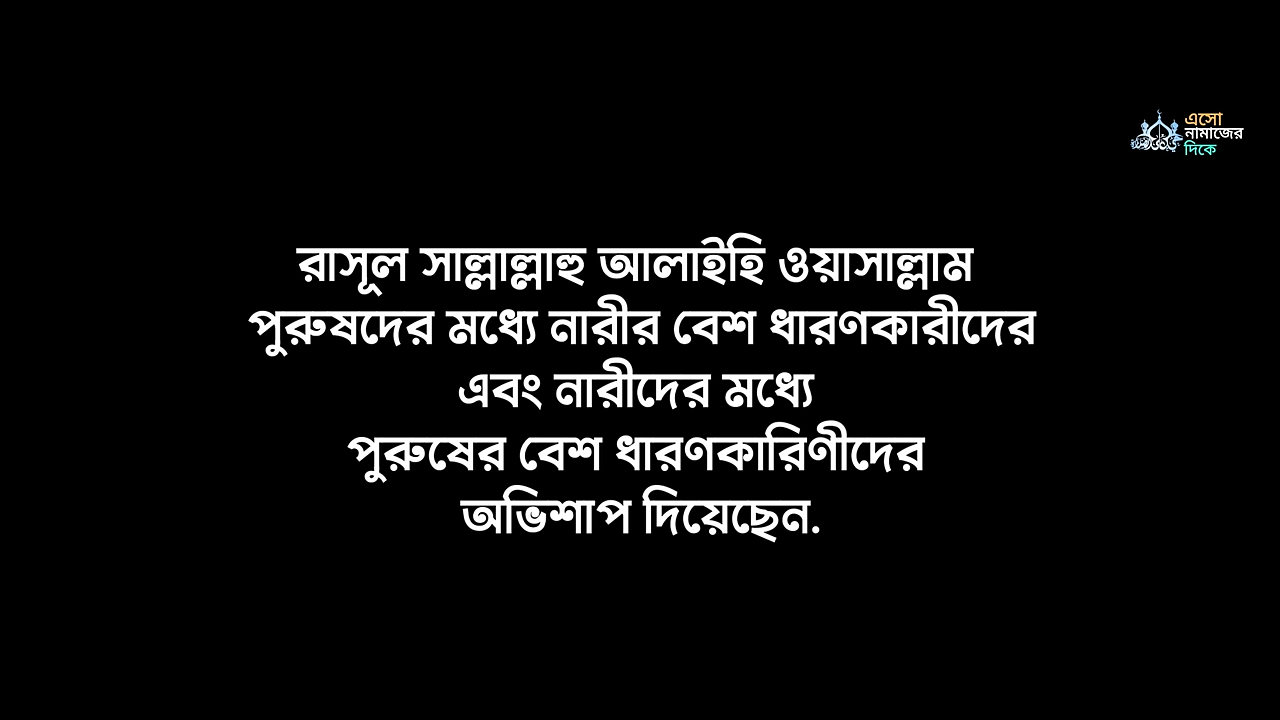 এসো
নামাজের
দিকে
রাসূল সাল্লাল্লাহু আলাইহি ওয়াসাল্লাম
পুরুষদের মধ্যে নারীর বেশ ধারণকারীদের
এবং নারীদের মধ্যে
পুরুষের বেশ ধারণকারিণীদের
অভিশাপ দিয়েছেন.